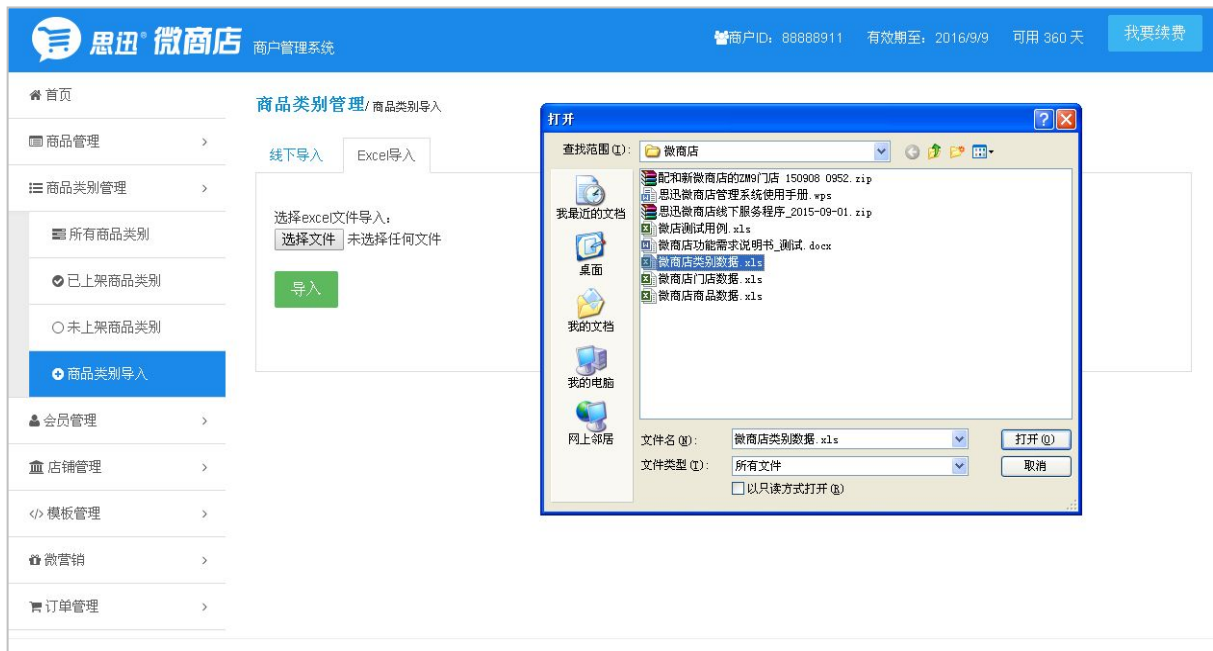 思迅® 微商店 商户管理系统 商户ID：88888911 有效期至：2016/9/9 可用 360 天 我要续费
首页
商品管理
商品类别管理
所有商品类别
已上架商品类别
未上架商品类别
商品类别导入
会员管理
店铺管理
模板管理
微营销
订单管理
商品类别管理/商品类别导入
线下导入 Excel导入
选择excel文件导入：
选择文件 未选择任何文件
导入
打开
查找范围(I)： 微商店
我最近的文档
桌面
我的文档
我的电脑
网上邻居
配和新微商店的ZM9门店 150908 0952.zip
思迅微商店管理系统使用手册.wps
思迅微商店线下服务程序_2015-09-01.zip
微店测试用例.xls
微商店功能需求说明书_测试.docx
微商店类别数据.xls
微商店门店数据.xls
微商店商品数据.xls
文件名(N)： 微商店类别数据.xls 打开(O)
文件类型(T)： 所有文件 取消
以只读方式打开(R)